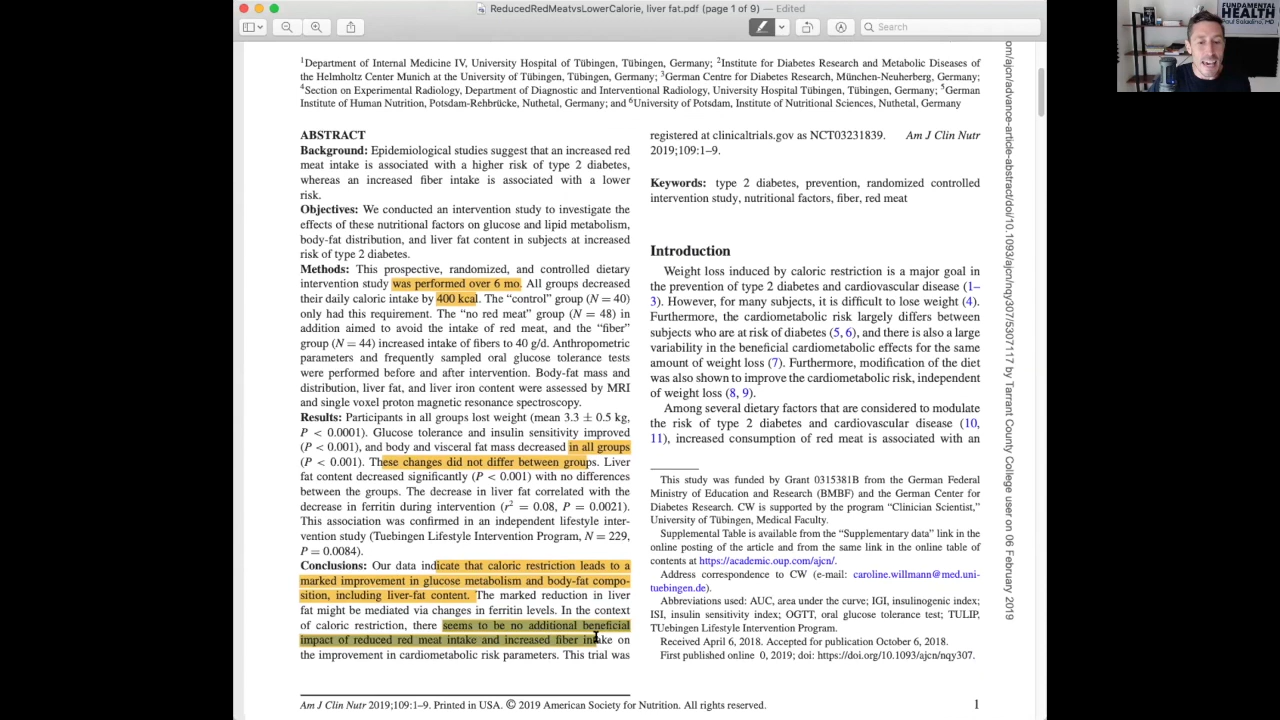 ReducedRedMeatvsLowerCalorie, liver fat.pdf (page 1 of 9) — Edited
Search
FUNDAMENTAL
HEALTH
Paul Saladino, MD
1Department of Internal Medicine IV, University Hospital of Tübingen, Germany; 2Institute for Diabetes Research and Metabolic Diseases of
the Helmholtz Center Munich at the University of Tübingen, Tübingen, Germany; 3German Centre for Diabetes Research, München-Neuherberg, Germany;
4Section on Experimental Radiology, Department of Diagnostic and Interventional Radiology, University Hospital Tübingen, Tübingen, Germany; 5German
Institute of Human Nutrition, Potsdam-Rehbrücke, Nuthetal, Germany; and 6University of Potsdam, Institute of Nutritional Sciences, Nuthetal, Germany
ABSTRACT
Background: Epidemiological studies suggest that an increased red
meat intake is associated with a higher risk of type 2 diabetes,
whereas an increased fiber intake is associated with a lower
risk.
Objectives: We conducted an intervention study to investigate the
effects of these nutritional factors on glucose and lipid metabolism,
body-fat distribution, and liver fat content in subjects at increased
risk of type 2 diabetes.
Methods: This prospective, randomized, and controlled dietary
intervention study was performed over 6 mo. All groups decreased
their daily caloric intake by 400 kcal. The “control” group (N = 40)
only had this requirement. The “no red meat” group (N = 48) in
addition aimed to avoid the intake of red meat, and the “fiber”
group (N = 44) increased intake of fibers to 40 g/d. Anthropometric
parameters and frequently sampled oral glucose tolerance tests
were performed before and after intervention. Body-fat mass and
distribution, liver fat, and liver iron content were assessed by MRI
and single voxel proton magnetic resonance spectroscopy.
Results: Participants in all groups lost weight (mean 3.3 ± 0.5 kg,
P < 0.0001). Glucose tolerance and insulin sensitivity improved
(P < 0.001), and body and visceral fat mass decreased in all groups
(P < 0.001). These changes did not differ between groups. Liver
fat content decreased significantly (P < 0.001) with no differences
between the groups. The decrease in liver fat correlated with the
decrease in ferritin during intervention (r2 = 0.08, P = 0.0021).
This association was confirmed in an independent lifestyle inter-
vention study (Tuebingen Lifestyle Intervention Program, N = 229,
P = 0.0084).
Conclusions: Our data indicate that caloric restriction leads to a
marked improvement in glucose metabolism and body-fat compo-
sition, including liver-fat content. The marked reduction in liver
fat might be mediated via changes in ferritin levels. In the context
of caloric restriction, there seems to be no additional beneficial
impact of reduced red meat intake and increased fiber intake on
the improvement in cardiometabolic risk parameters. This trial was
registered at clinicaltrials.gov as NCT03231839. Am J Clin Nutr
2019;109:1–9.
Keywords: type 2 diabetes, prevention, randomized controlled
intervention study, nutritional factors, fiber, red meat
Introduction
Weight loss induced by caloric restriction is a major goal in
the prevention of type 2 diabetes and cardiovascular disease (1–
3). However, for many subjects, it is difficult to lose weight (4).
Furthermore, the cardiometabolic risk largely differs between
subjects who are at risk of diabetes (5, 6), and there is also a large
variability in the beneficial cardiometabolic effects for the same
amount of weight loss (7). Furthermore, modification of the diet
was also shown to improve the cardiometabolic risk, independent
of weight loss (8, 9).
Among several dietary factors that are considered to modulate
the risk of type 2 diabetes and cardiovascular disease (10,
11), increased consumption of red meat is associated with an
This study was funded by Grant 0315381B from the German Federal
Ministry of Education and Research (BMBF) and the German Center for
Diabetes Research. CW is supported by the program “Clinician Scientist,”
University of Tübingen, Medical Faculty.
Supplemental Table is available from the “Supplementary data” link in
the online posting of the article and from the same link in the online table of
contents at https://academic.oup.com/ajcn/.
Address correspondence to CW (e-mail: caroline.willmann@med.uni-
tuebingen.de).
Abbreviations used: AUC, area under the curve; IGI, insulinogenic index;
ISI, insulin sensitivity index; OGTT, oral glucose tolerance test; TULIP,
TUebingen Lifestyle Intervention Program.
Received April 6, 2018. Accepted for publication October 6, 2018.
First published online 0, 2019; doi: https://doi.org/10.1093/ajcn/nqy307.
Am J Clin Nutr 2019;109:1–9. Printed in USA. © 2019 American Society for Nutrition. All rights reserved.
1
om/ajcn/advance-article-abstract/doi/10.1093/ajcn/nqy307/5307117 by Tarrant County College user on 06 February 2019